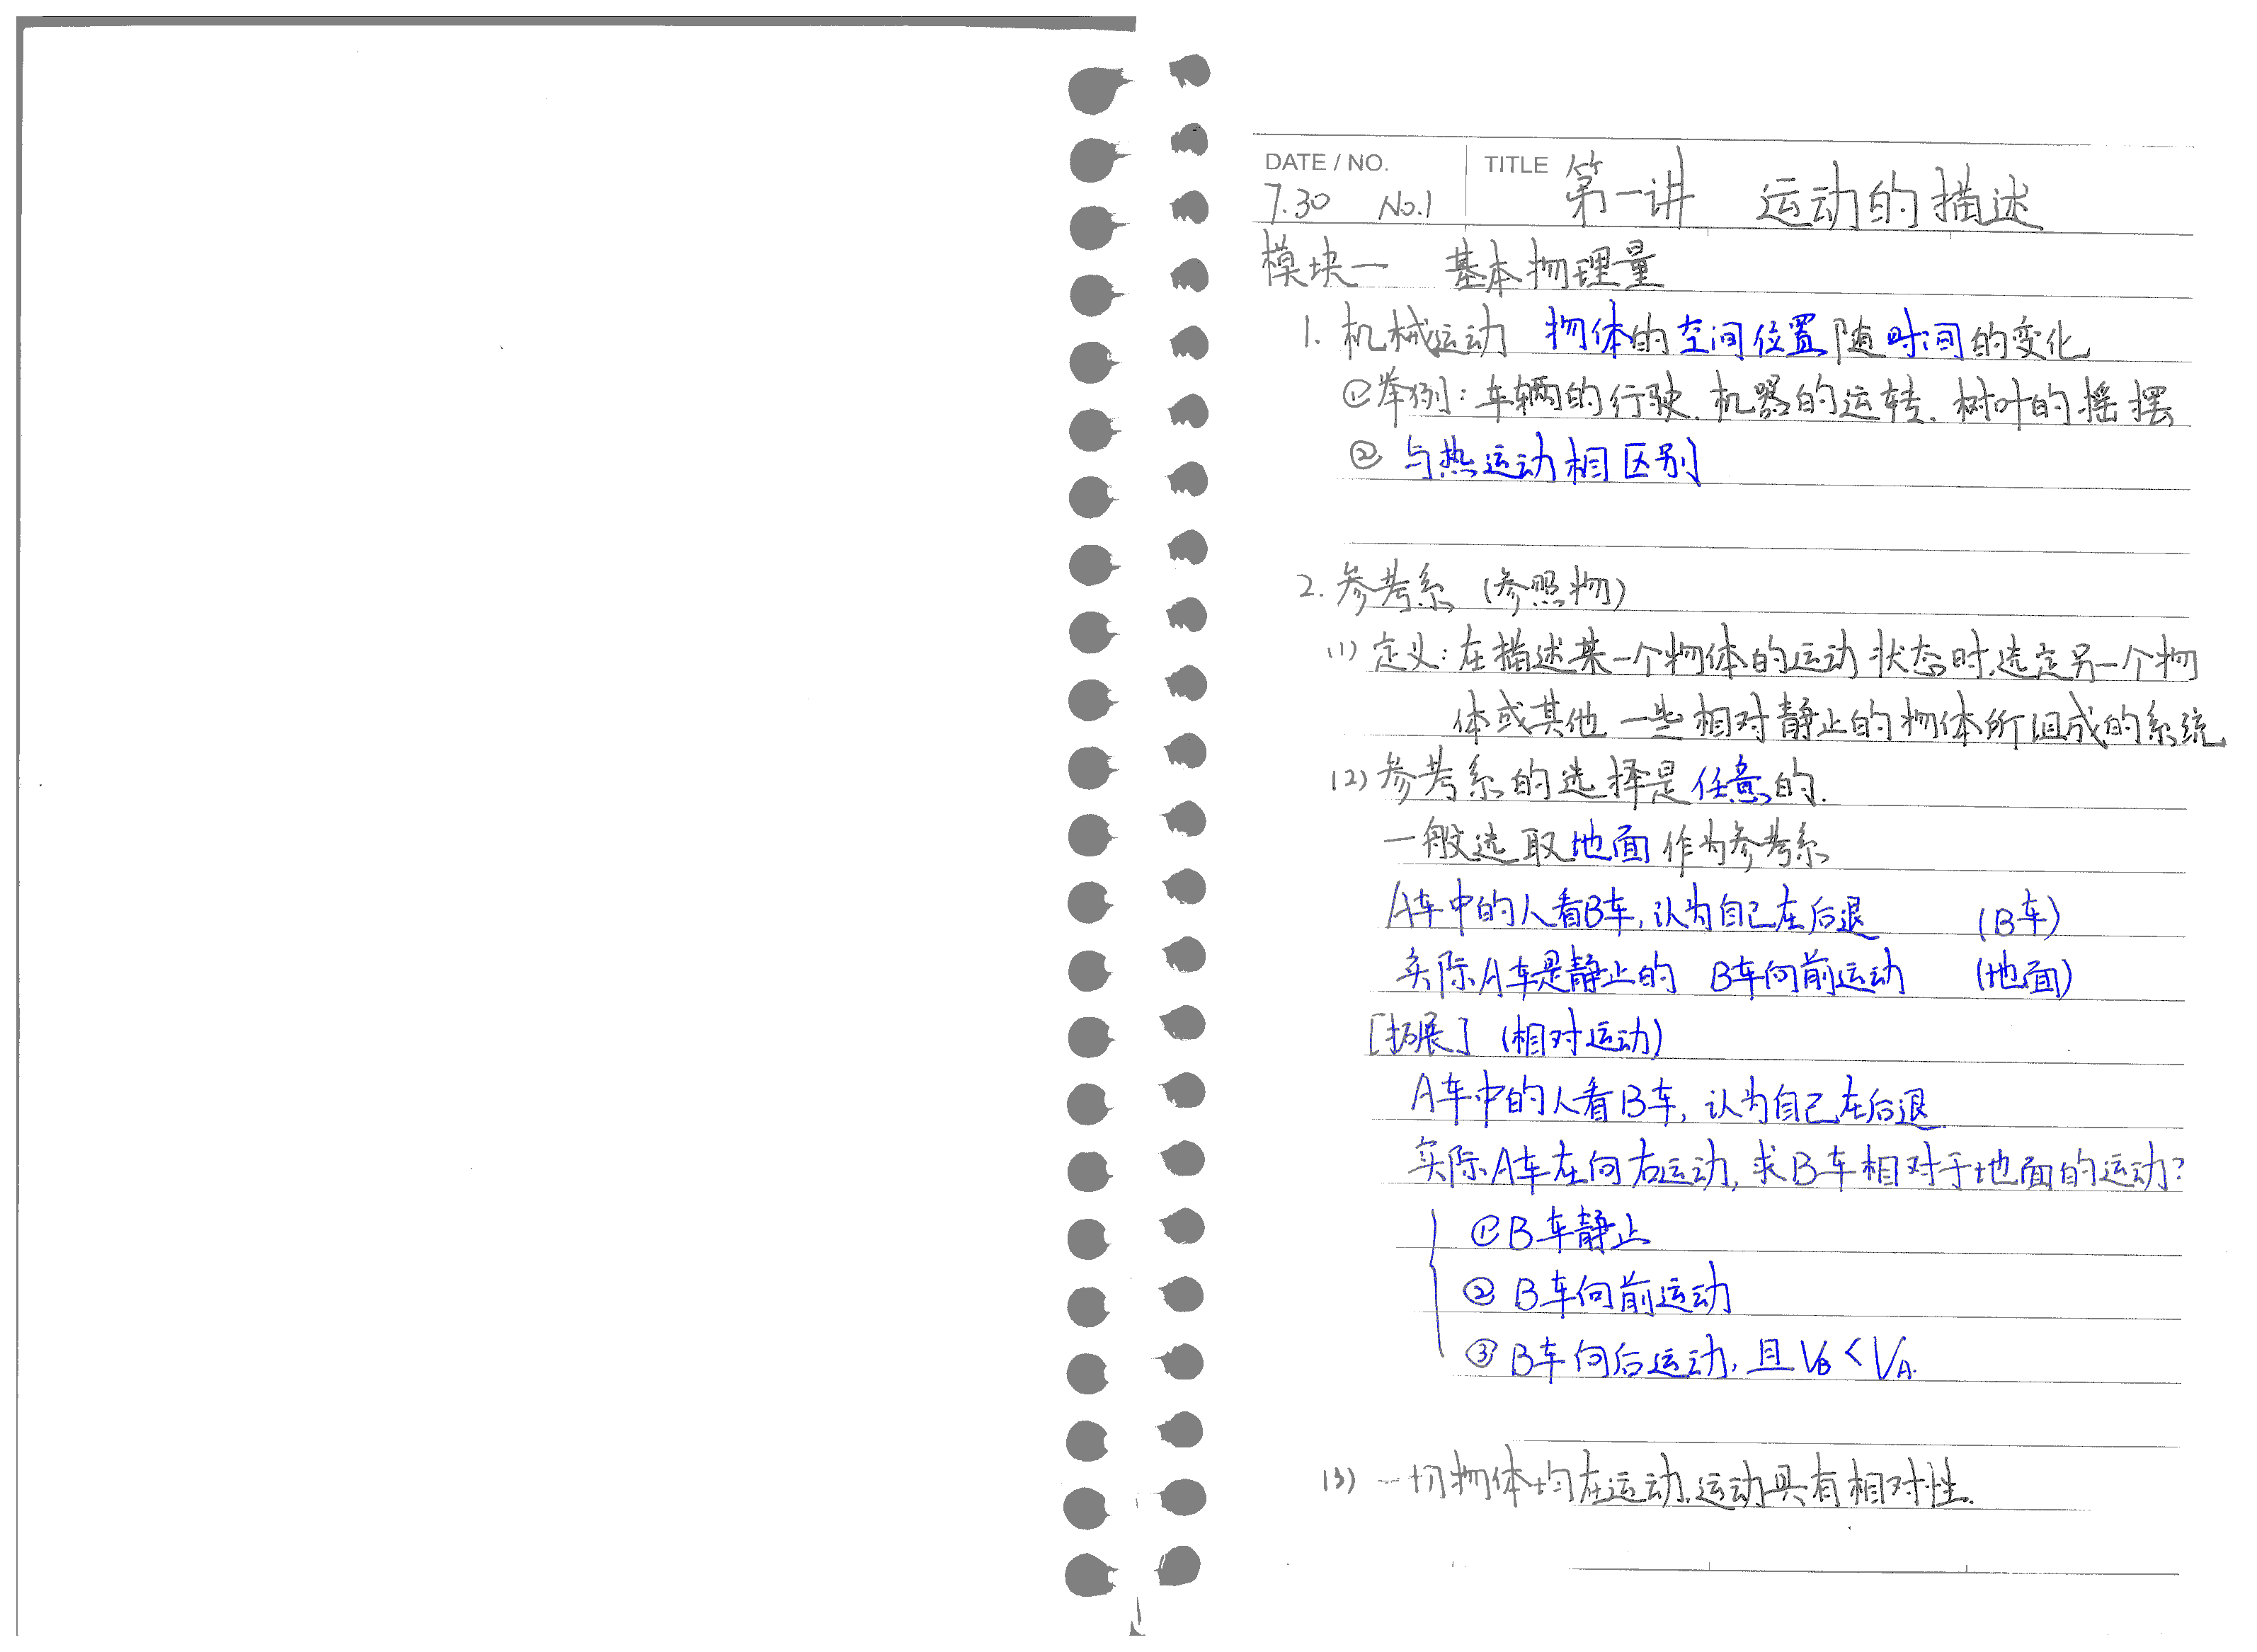 DATE / NO.
TITLE 第一讲 运动的描述
7.30 No.1
模块一 基本物理量
1. 机械运动 物体的空间位置随时间的变化
①举例：车辆的行驶.机器的运转.树叶的摇摆
② 与热运动相区别
2. 参考系 (参照物)
(1) 定义：在描述某一个物体的运动状态时,选定另一个物
体或其他一些相对静止的物体所组成的系统
(2) 参考系的选择是任意的.
一般选取地面作为参考系
A车中的人看B车,认为自己在后退 (B车)
实际A车是静止的 B车向前运动 (地面)
[拓展] (相对运动)
A车中的人看B车,认为自己在后退.
实际A车在向右运动,求B车相对于地面的运动?
①B车静止
② B车向前运动
③ B车向后运动,且VB<VA.
(3) 一切物体均在运动.运动具有相对性.